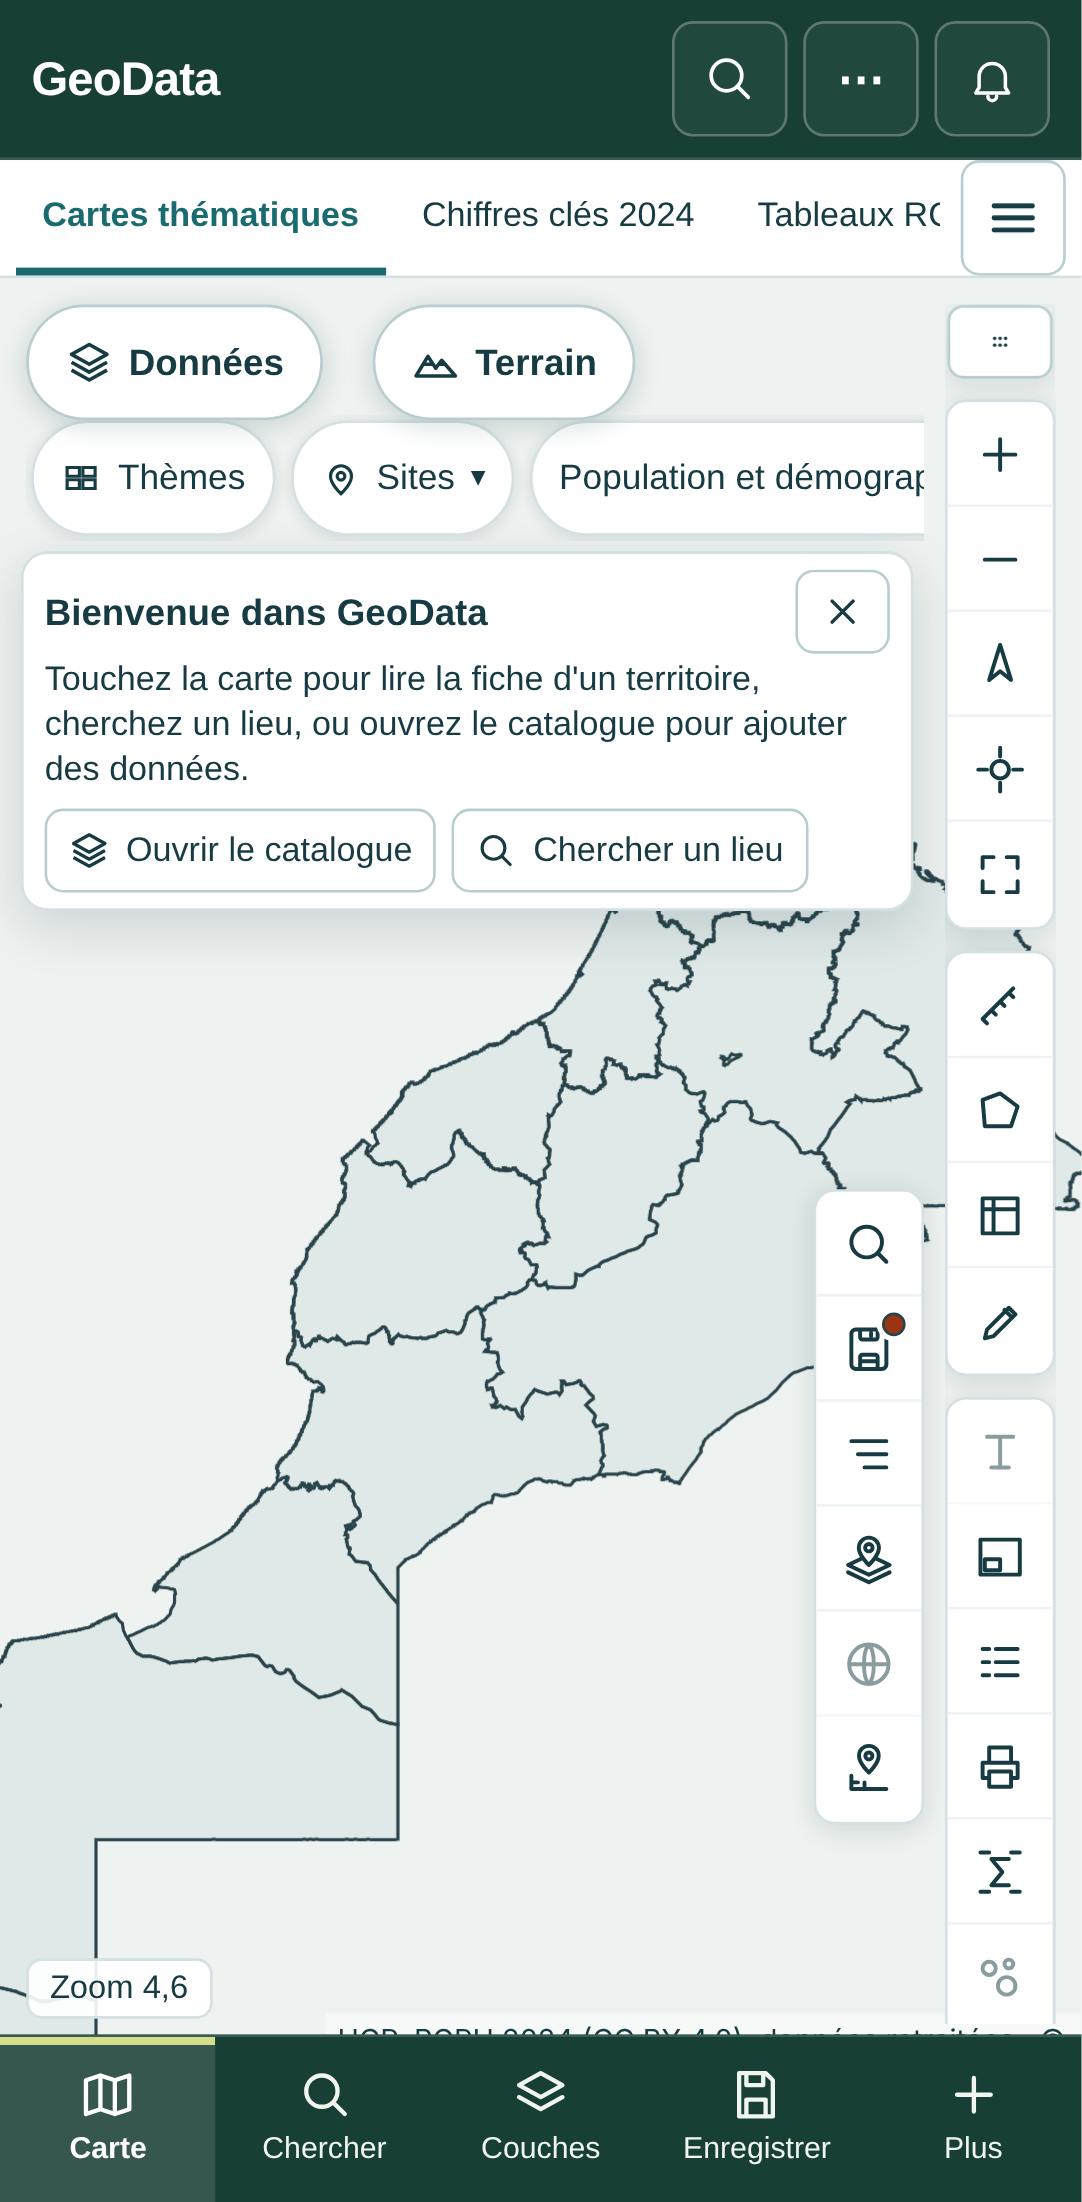 GeoData
Cartes thématiques
Chiffres clés 2024
Tableaux
Données
Terrain
Thèmes
Sites ▼
Population et démograp
Bienvenue dans GeoData
Touchez la carte pour lire la fiche d'un territoire,
cherchez un lieu, ou ouvrez le catalogue pour ajouter
des données.
Ouvrir le catalogue
Chercher un lieu
Zoom 4,6
Carte
Chercher
Couches
Enregistrer
Plus